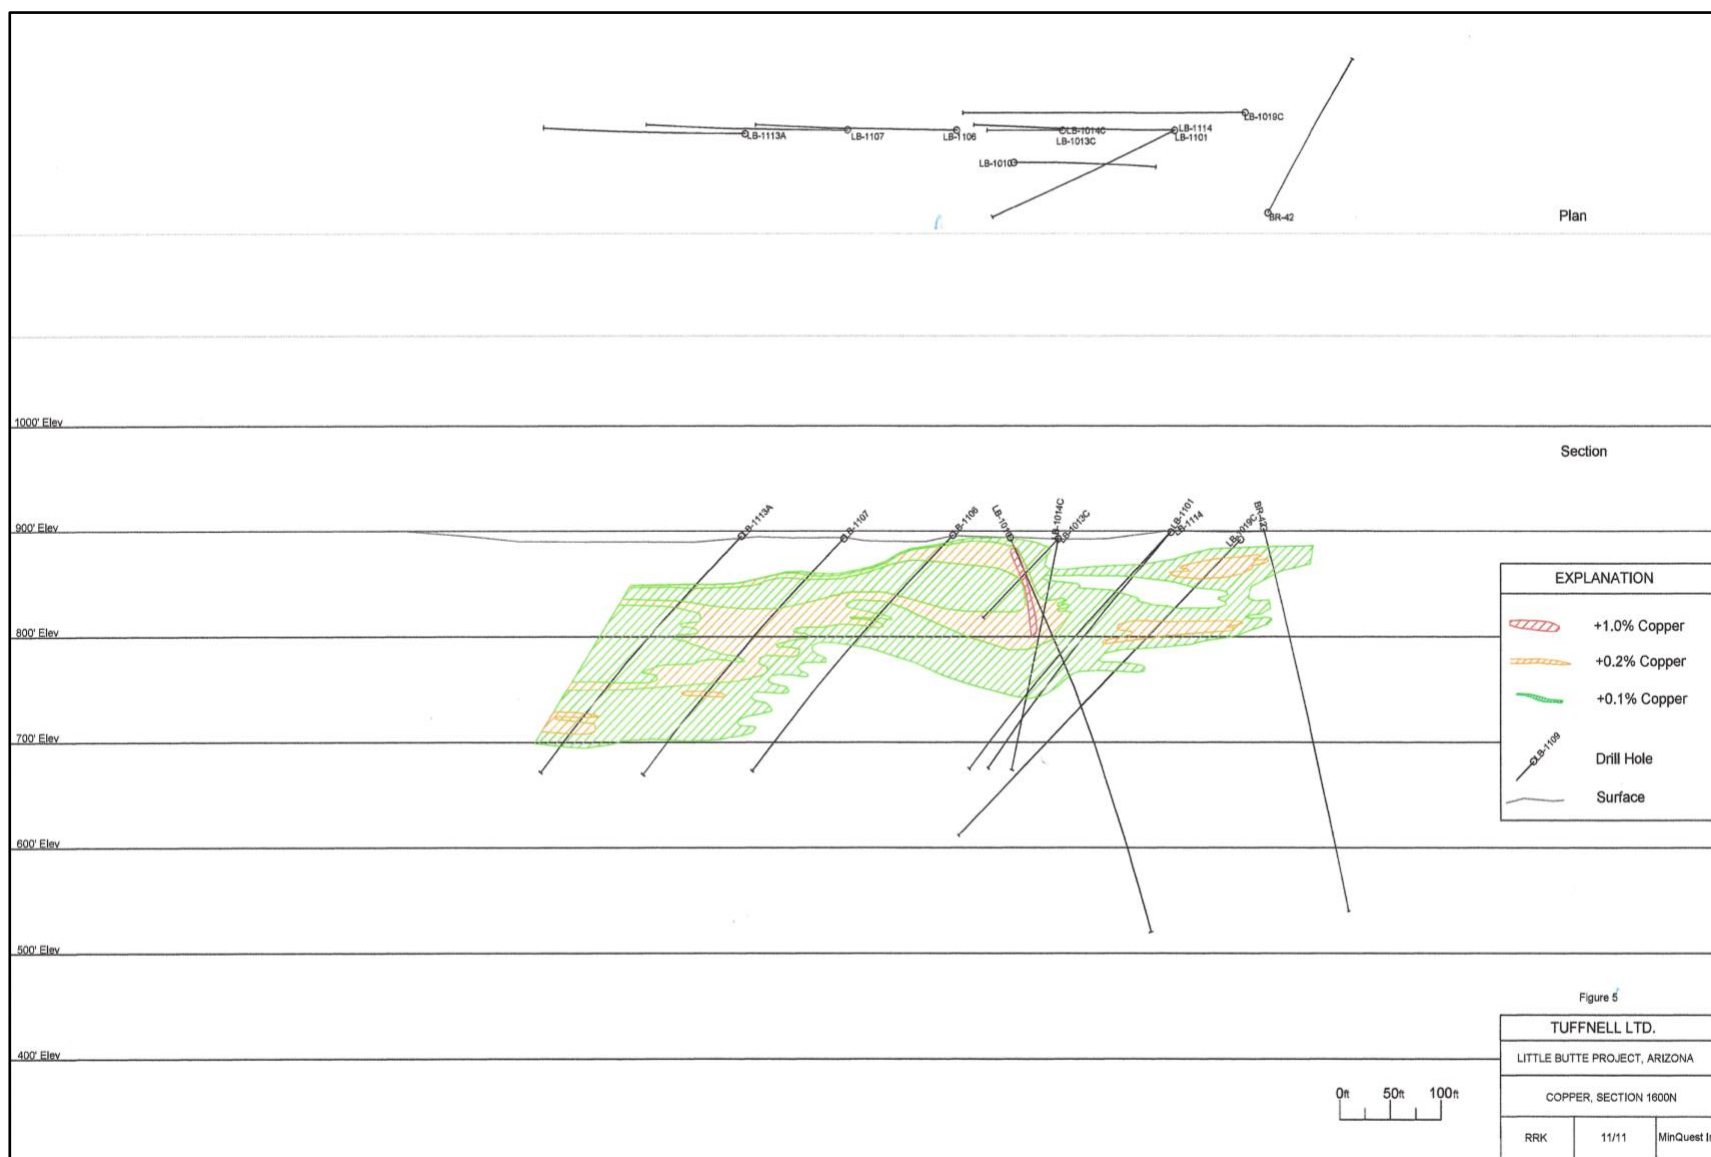 LB-1019C
LB-1113A
LB-1107
LB-1106
LB-1014C
LB-1013C
LB-1114
LB-1101
LB-1010
BR-42
Plan
1000' Elev
Section
900' Elev
LB-1113A
LB-1107
LB-1106
LB-1010
LB-1014C
LB-1013C
LB-1101
LB-1114
LB-1019C
BR-42
800' Elev
700' Elev
600' Elev
500' Elev
400' Elev
EXPLANATION
+1.0% Copper
+0.2% Copper
+0.1% Copper
LB-1109
Drill Hole
Surface
0ft 50ft 100ft
Figure 5
TUFFNELL LTD.
LITTLE BUTTE PROJECT, ARIZONA
COPPER, SECTION 1600N
RRK 11/11 MinQuest